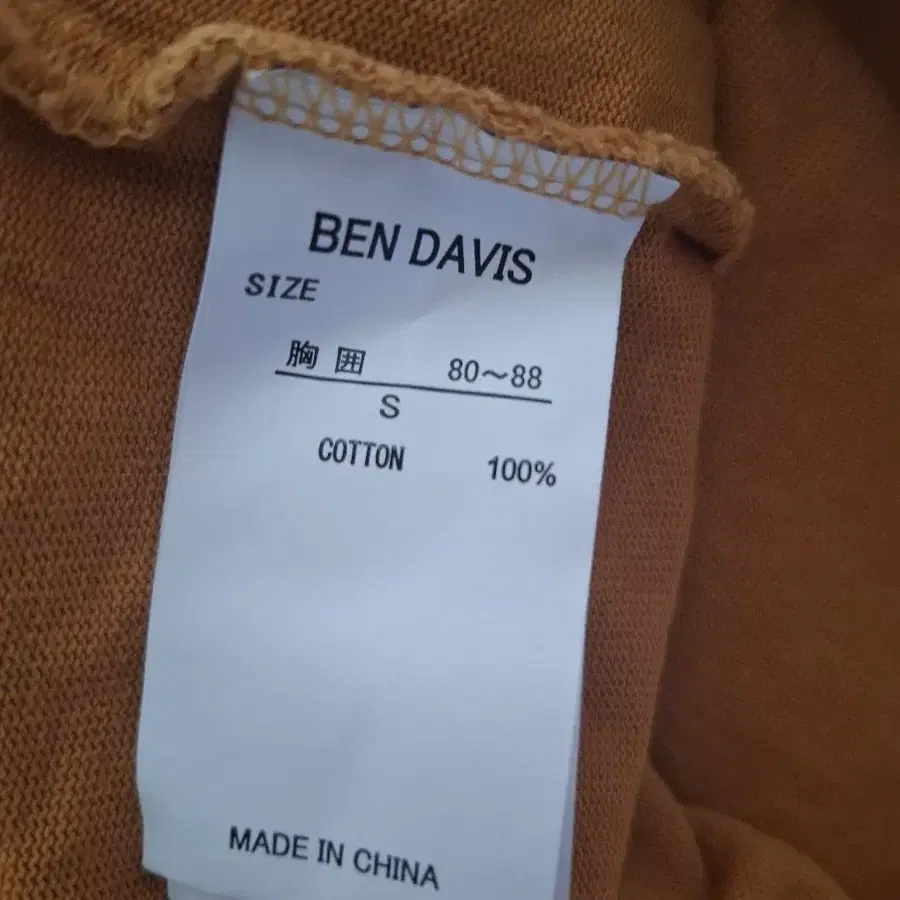 BEN DAVIS
SIZE
胸囲 80～88
S
COTTON 100%
MADE IN CHINA